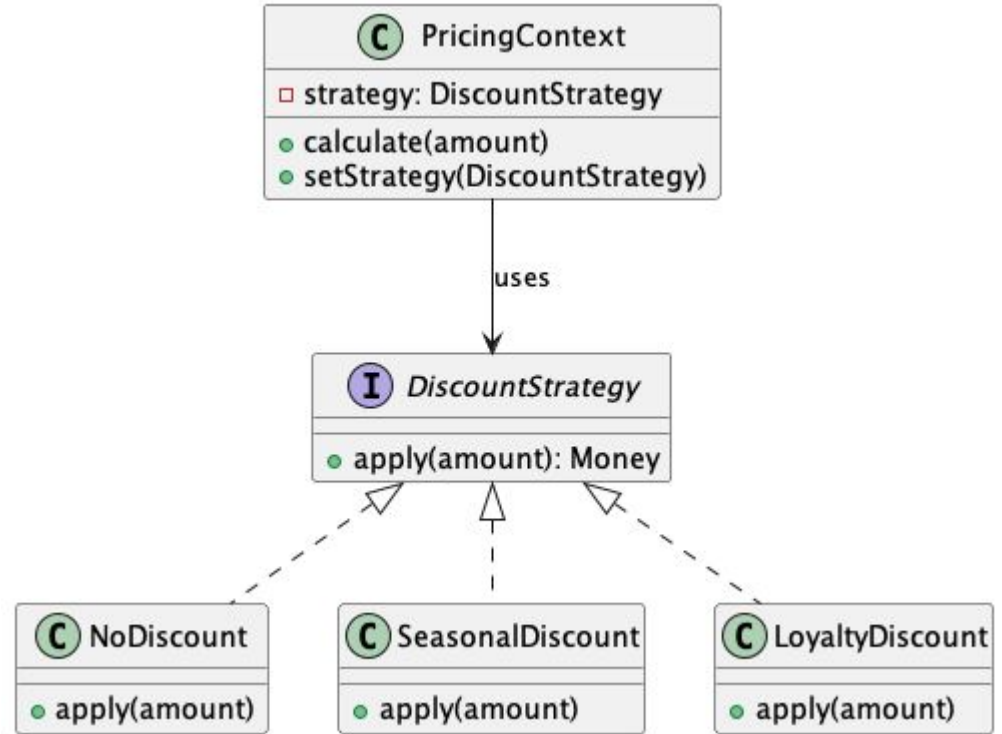 C PricingContext
strategy: DiscountStrategy
calculate(amount)
setStrategy(DiscountStrategy)
uses
I DiscountStrategy
apply(amount): Money
C NoDiscount
C SeasonalDiscount
C LoyaltyDiscount
apply(amount)
apply(amount)
apply(amount)